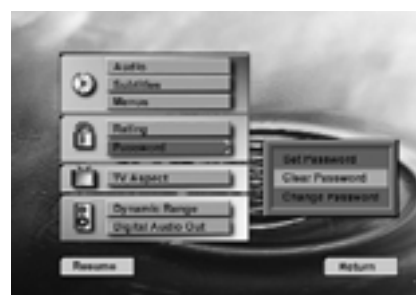 Audio
Subtitles
Menus
Rating
Password
TV Aspect
Dynamic Range
Digital Audio Out
Set Password
Clear Password
Change Password
Resume
Return